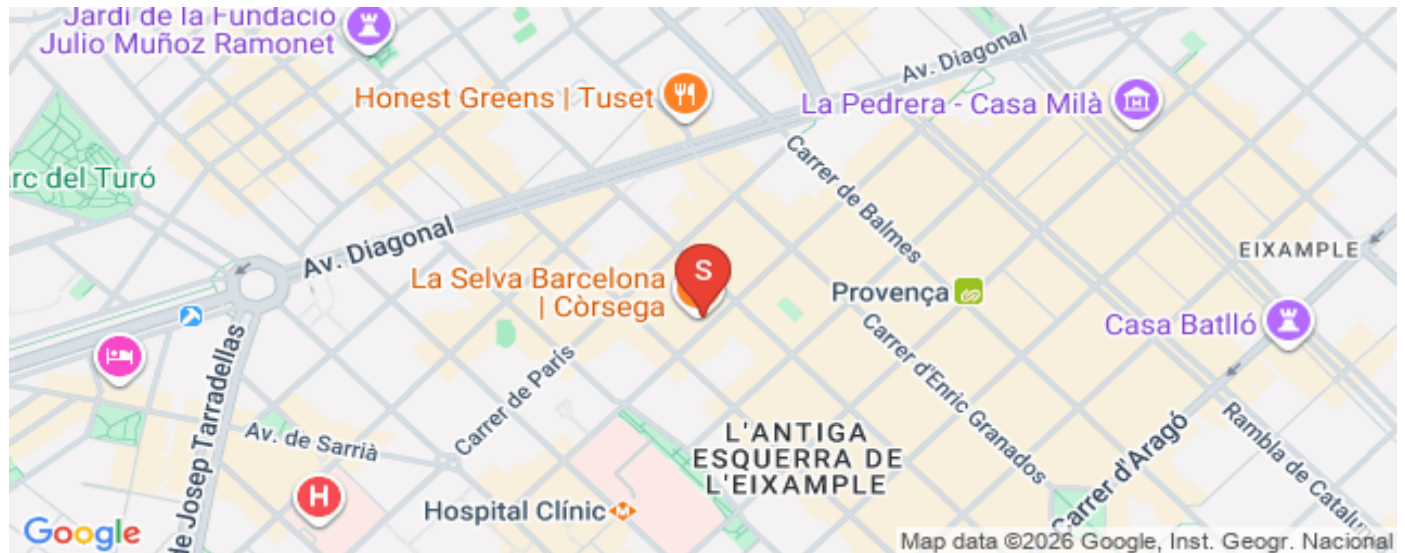 Jardí de la Fundació
Julio Muñoz Ramonet
Av. Diagonal
Honest Greens | Tuset
La Pedrera - Casa Milà
rc del Turó
Carrer de Balmes
Av. Diagonal
EIXAMPLE
La Selva Barcelona
| Còrsega
S
Provença
Casa Batlló
Carrer d'Enric Granados
de Josep Tarradellas
Carrer de París
Av. de Sarrià
L'ANTIGA
ESQUERRA DE
L'EIXAMPLE
Carrer d'Aragó
Rambla de Catalu
H
Hospital Clínic
M
Google
Map data ©2026 Google, Inst. Geogr. Nacional